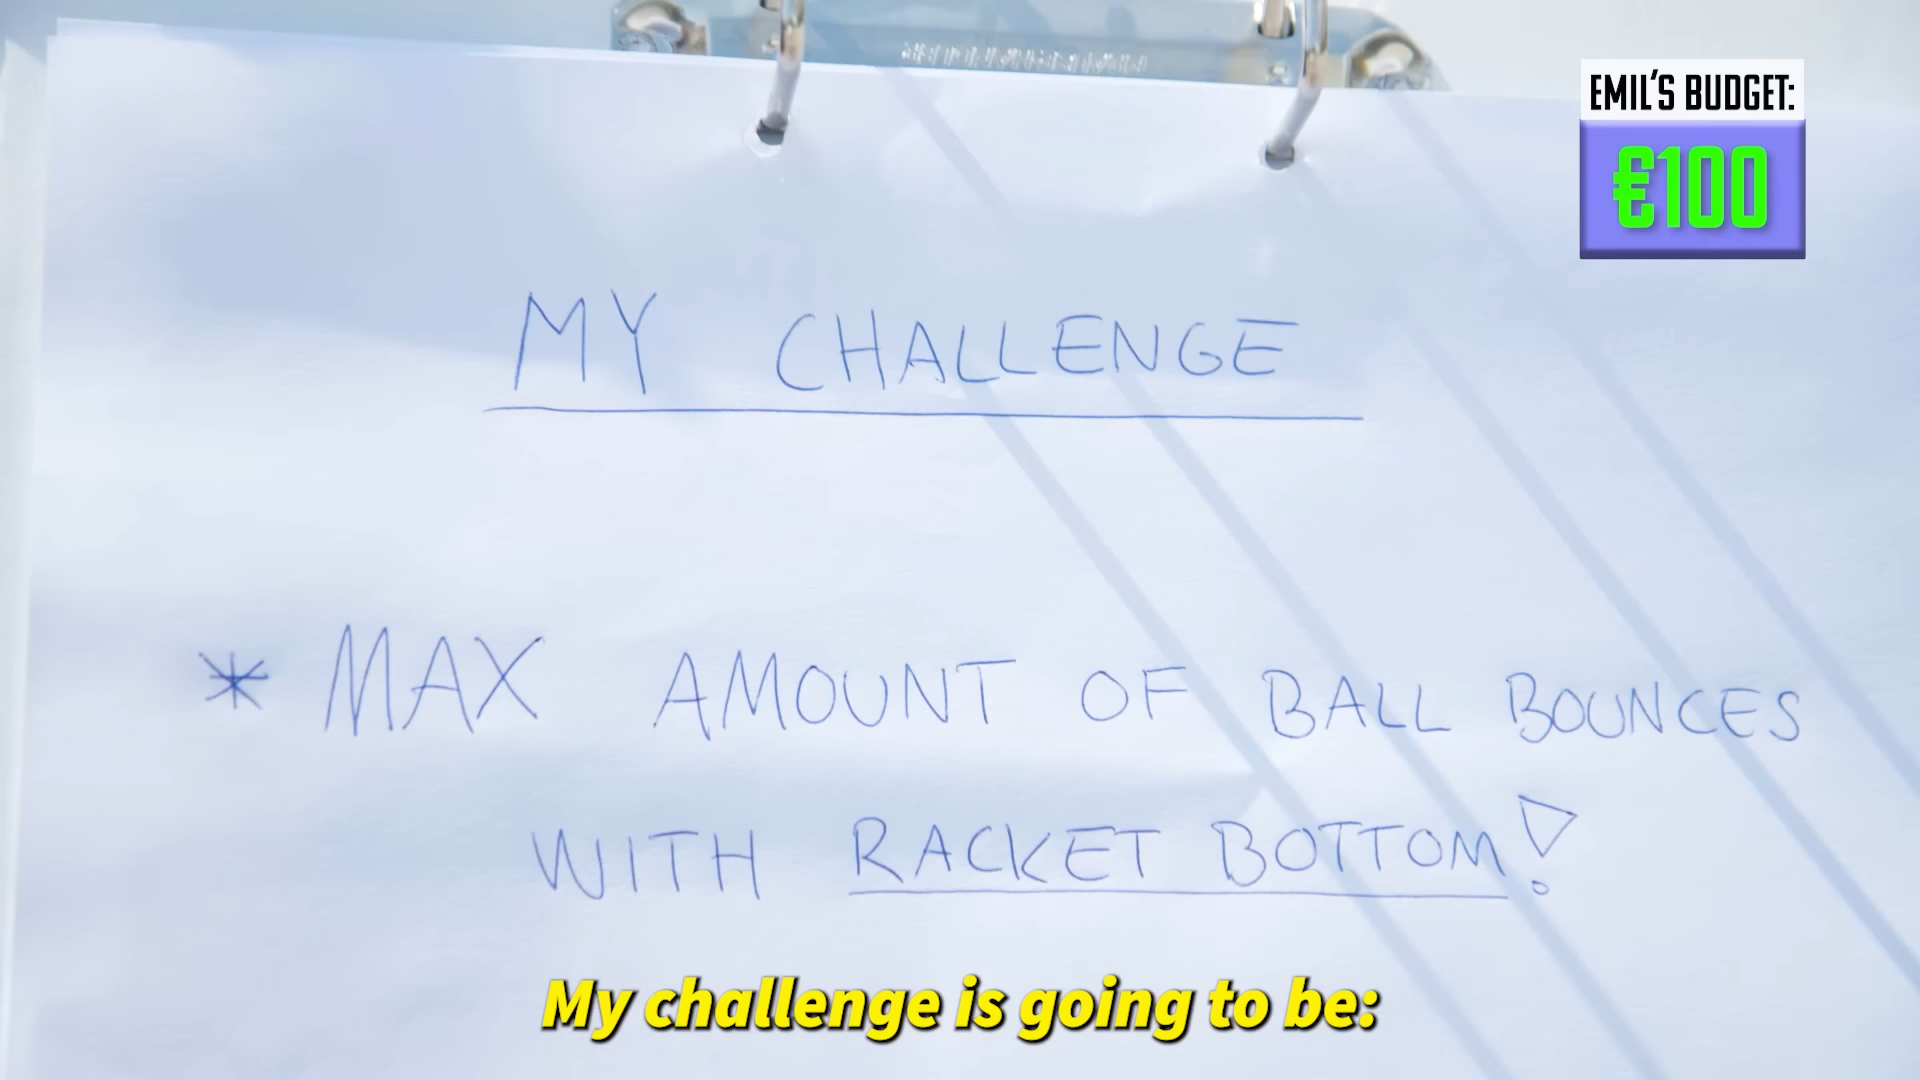 EMIL'S BUDGET:
€100
MY CHALLENGE
* MAX AMOUNT OF BALL BOUNCES
WITH RACKET BOTTOM!
My challenge is going to be: